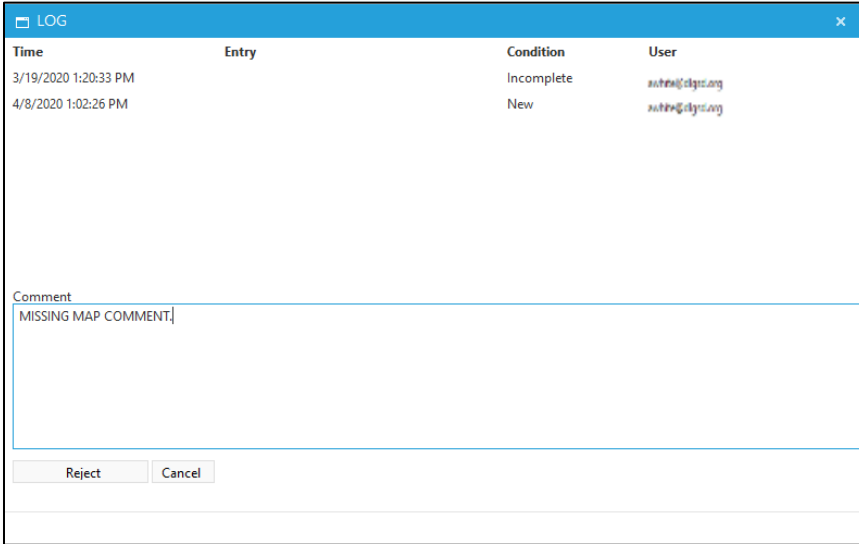 LOG
Time Entry Condition User
3/19/2020 1:20:33 PM Incomplete
4/8/2020 1:02:26 PM New
Comment
MISSING MAP COMMENT.
Reject Cancel